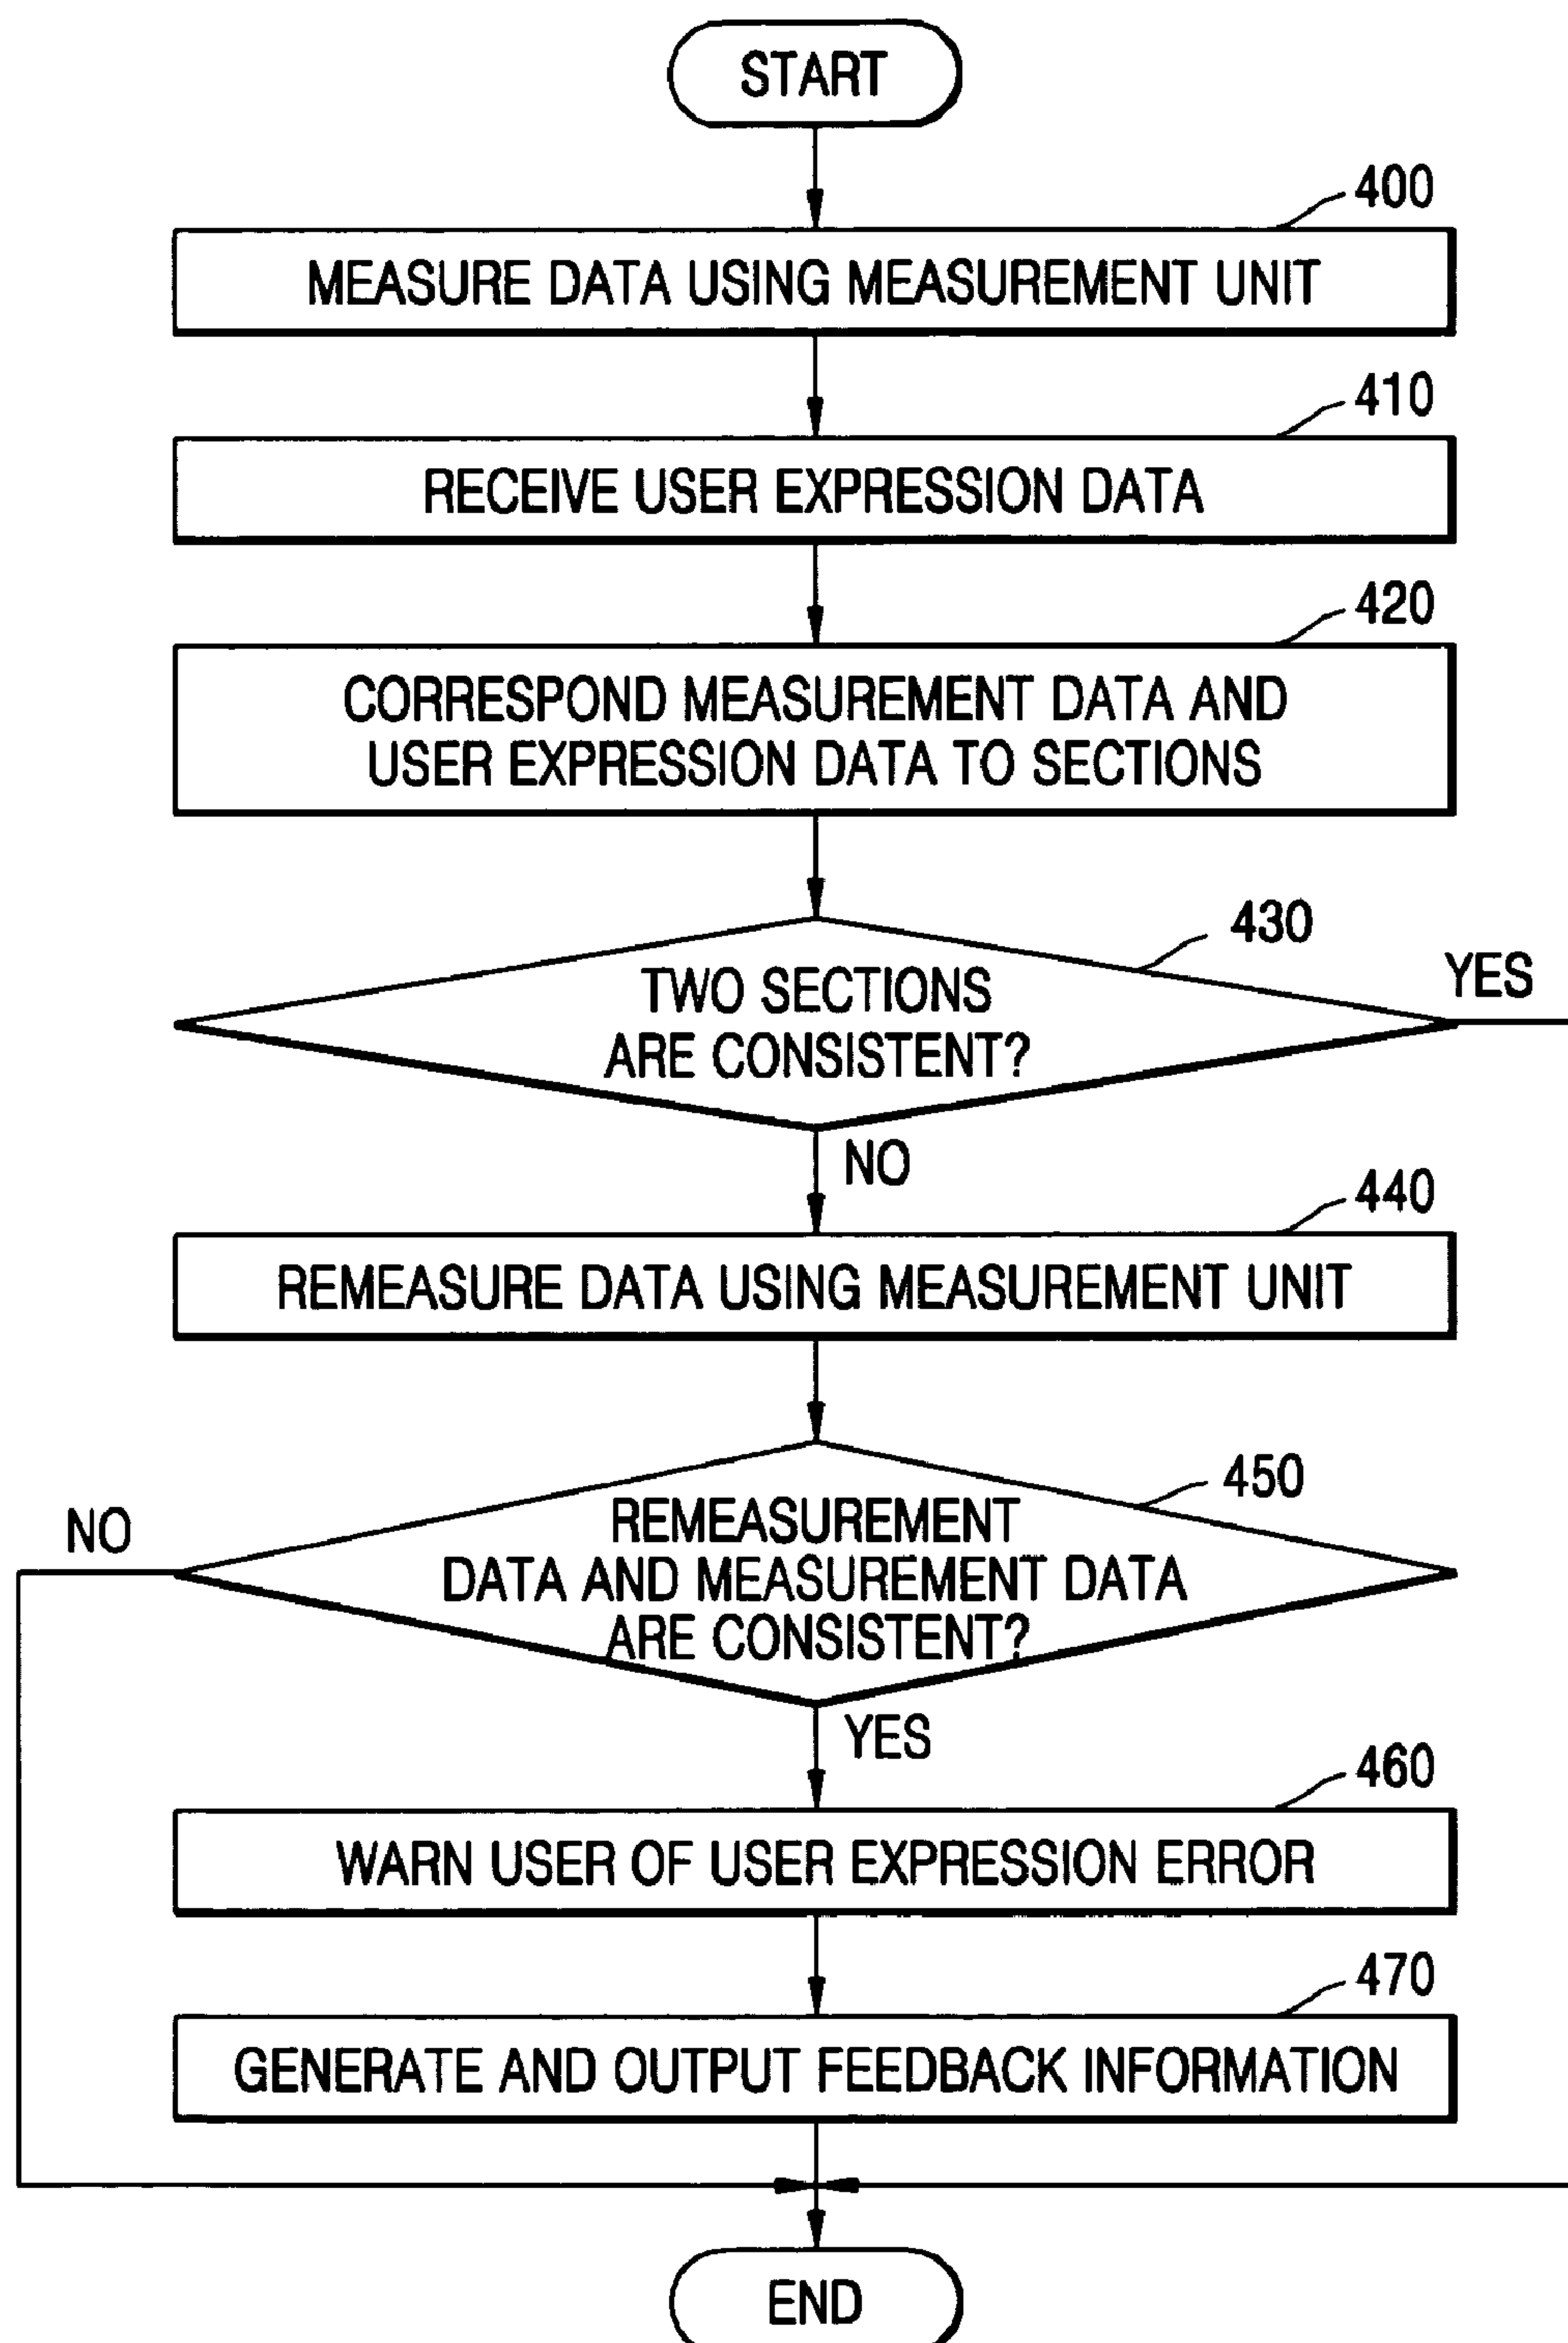 START
400
MEASURE DATA USING MEASUREMENT UNIT
410
RECEIVE USER EXPRESSION DATA
420
CORRESPOND MEASUREMENT DATA AND
USER EXPRESSION DATA TO SECTIONS
430
YES
TWO SECTIONS
ARE CONSISTENT?
NO
440
REMEASURE DATA USING MEASUREMENT UNIT
450
NO
REMEASUREMENT
DATA AND MEASUREMENT DATA
ARE CONSISTENT?
YES
460
WARN USER OF USER EXPRESSION ERROR
470
GENERATE AND OUTPUT FEEDBACK INFORMATION
END